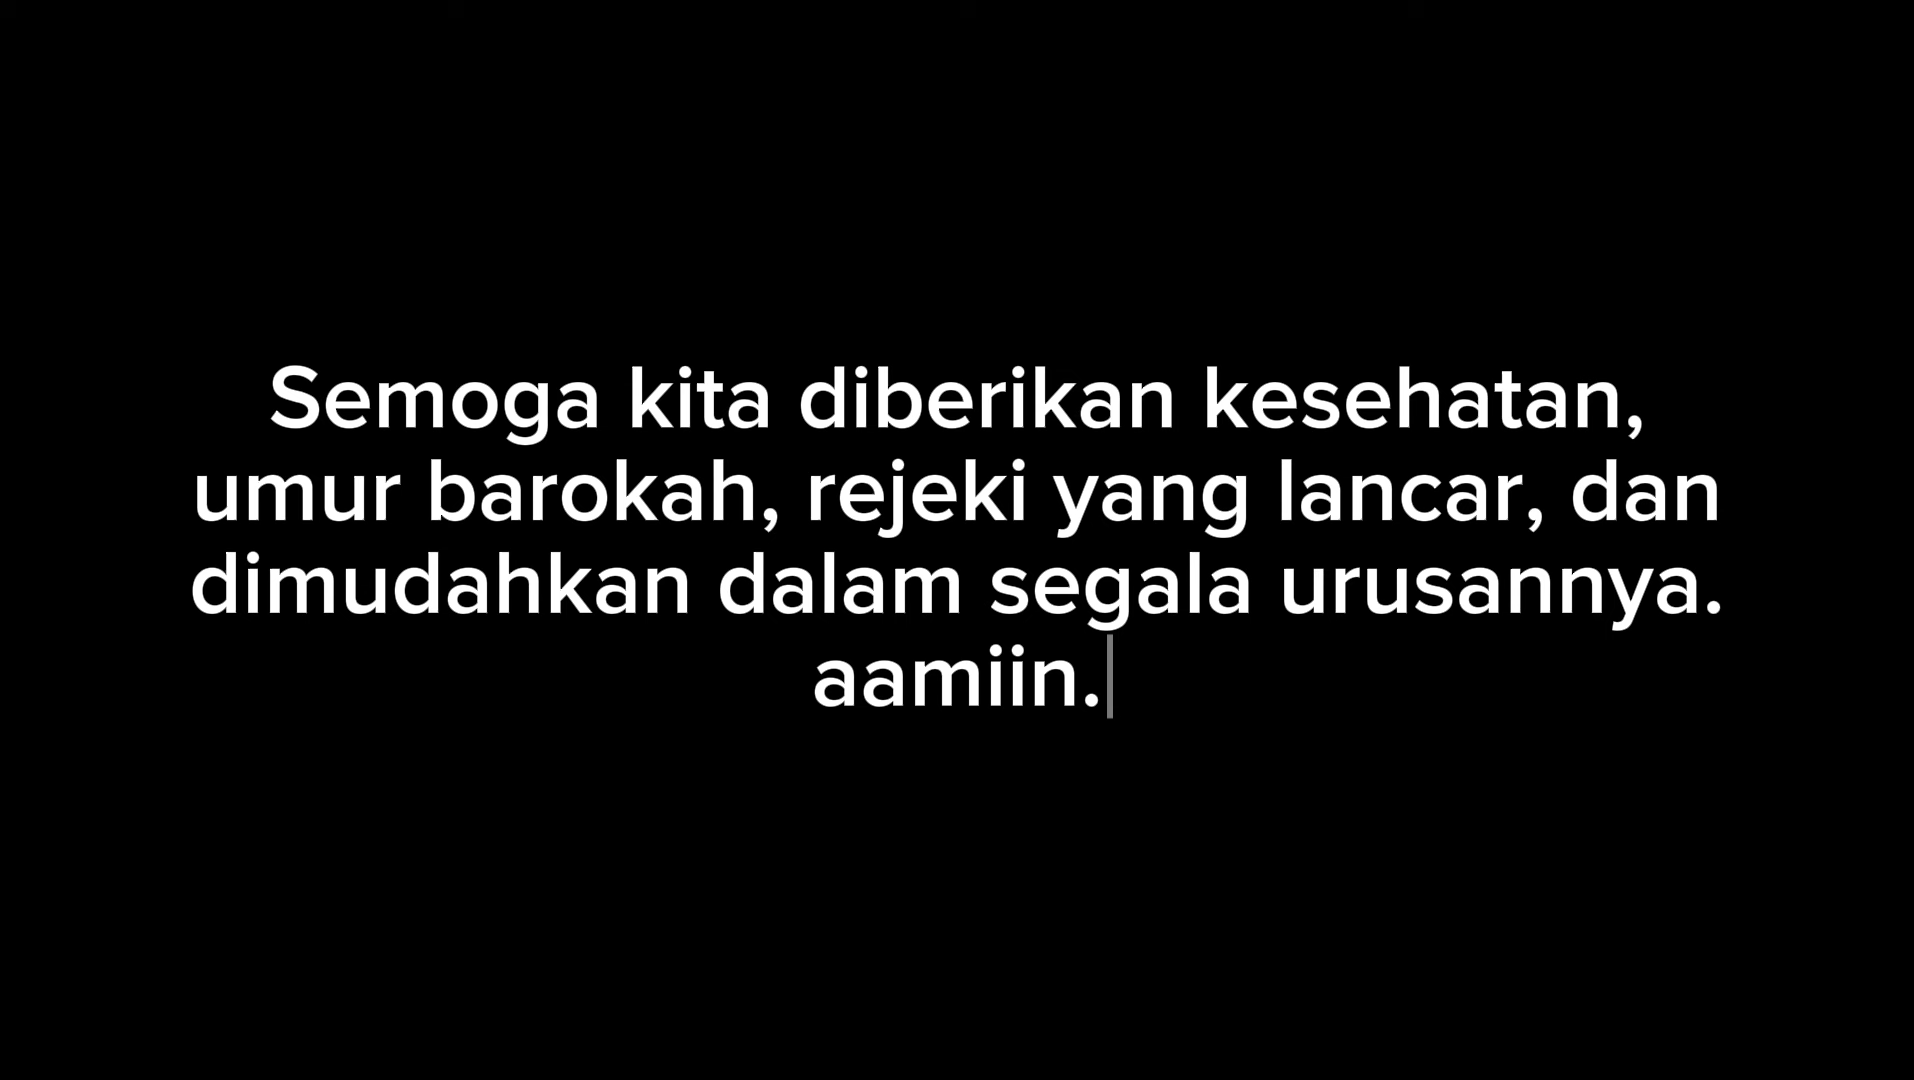 Semoga kita diberikan kesehatan,
umur barokah, rejeki yang lancar, dan
dimudahkan dalam segala urusannya.
aamiin.